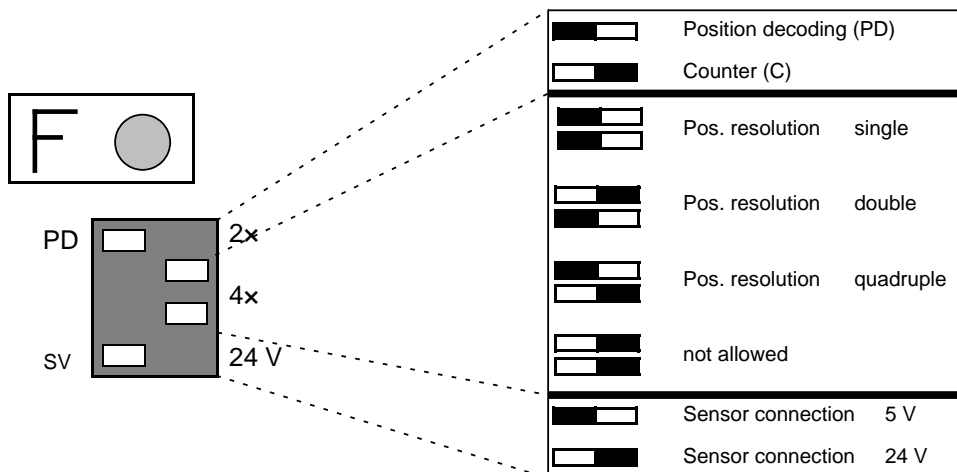 F
PD
2×
4×
SV
24 V
Position decoding (PD)
Counter (C)
Pos. resolution single
Pos. resolution double
Pos. resolution quadruple
not allowed
Sensor connection 5 V
Sensor connection 24 V